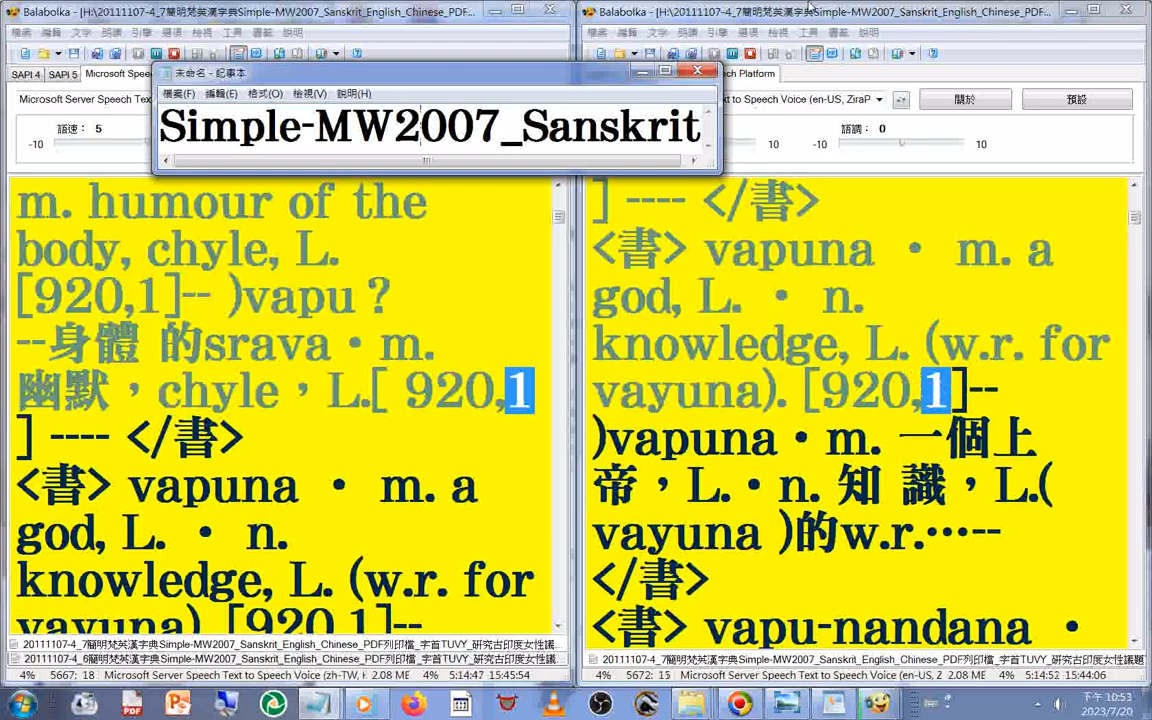 Balabolka - [H:\20111107-4_7簡明梵英漢字典Simple-MW2007_Sanskrit_English_Chinese_PDF...
檔案 編輯 文字 朗讀 引擎 選項 檢視 工具 書籤 說明
SAPI 4 SAPI 5 Microsoft Spee
Microsoft Server Speech Text
語速： 5
-10
未命名 - 記事本
檔案(F) 編輯(E) 格式(O) 檢視(V) 說明(H)
Simple-MW2007_Sanskrit
m. humour of the
body, chyle, L.
[920,1]-- )vapu？
--身體 的srava・m.
幽默，chyle，L.[ 920,1
] ---- </書>
<書> vapuna ・ m. a
god, L. ・ n.
knowledge, L. (w.r. for
vayuna). [920,1]--
20111107-4_7簡明梵英漢字典Simple-MW2007_Sanskrit_English_Chinese_PDF列印檔_字首TUVY_研究古印度女性議...
20111107-4_6簡明梵英漢字典Simple-MW2007_Sanskrit_English_Chinese_PDF列印檔_字首TUVY_研究古印度女性議...
4% 5667; 18 Microsoft Server Speech Text to Speech Voice (zh-TW, 2.08 MB 4% 5:14:47 15:45:54
Balabolka - [H:\20111107-4_7簡明梵英漢字典Simple-MW2007_Sanskrit_English_Chinese_PDF...
檔案 編輯 文字 朗讀 引擎 選項 檢視 工具 書籤 說明
ch Platform
xt to Speech Voice (en-US, ZiraP
關於
預設
10
語調： 0
-10
10
] ---- </書>
<書> vapuna ・ m. a
god, L. ・ n.
knowledge, L. (w.r. for
vayuna). [920,1]--
)vapuna・m. 一個上
帝，L.・n. 知 識，L.(
vayuna )的w.r.…--
</書>
<書> vapu-nandana ・
20111107-4_7簡明梵英漢字典Simple-MW2007_Sanskrit_English_Chinese_PDF列印檔_字首TUVY_研究古印度女性議題
4% 5672; 15 Microsoft Server Speech Text to Speech Voice (en-US, 2.08 MB 4% 5:14:52 15:44:06
下午 10:53
2023/7/20